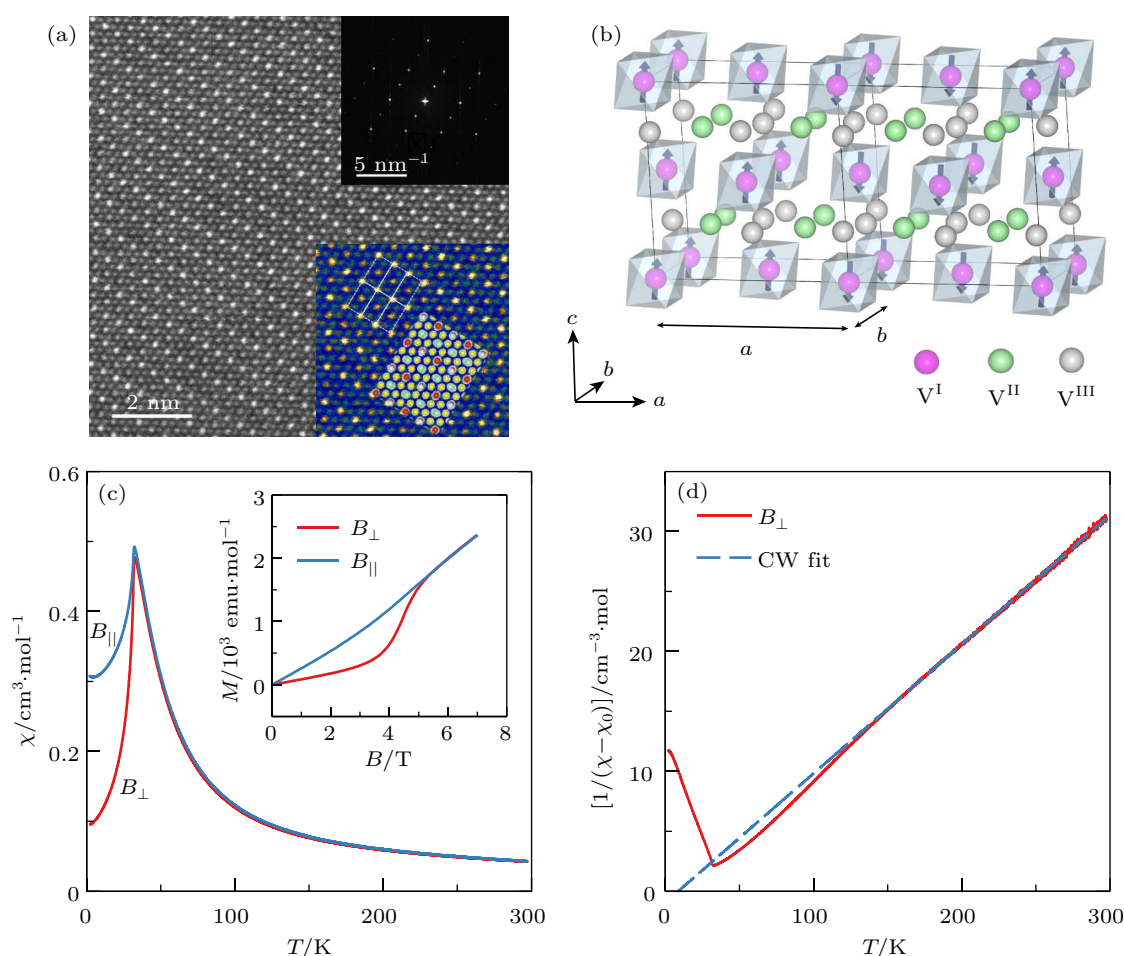 (a)
5 nm⁻¹
2 nm
(b)
c
b
a
a
b
Vᴵ
Vᴵᴵ
Vᴵᴵᴵ
(c)
χ/cm³·mol⁻¹
0.6
0.4
0.2
0
0
100
200
300
T/K
B||
B⊥
M/10³ emu·mol⁻¹
3
2
1
0
0
2
4
6
8
B/T
B⊥
B||
(d)
[1/(χ−χ₀)]/cm⁻³·mol
30
20
10
0
0
100
200
300
T/K
B⊥
CW fit